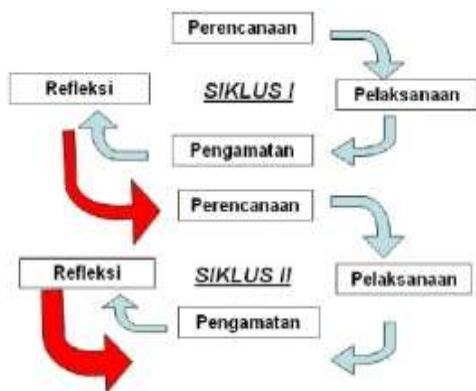 Perencanaan
Refleksi
SIKLUS I
Pelaksanaan
Pengamatan
Perencanaan
Refleksi
SIKLUS II
Pelaksanaan
Pengamatan